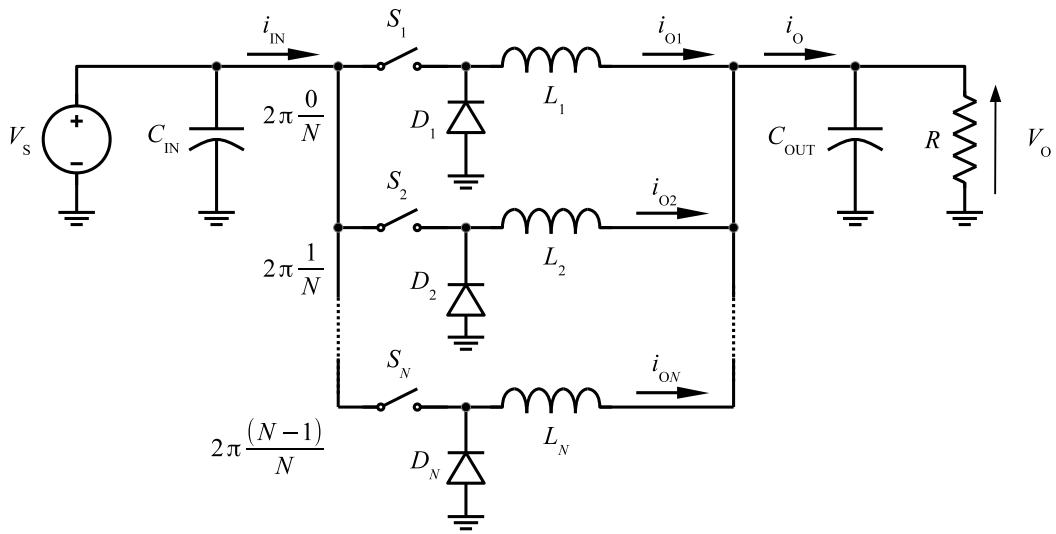 i_IN
S_1
i_O1
i_O
+
V_S
−
C_IN
2π 0/N
D_1
L_1
C_OUT
R
V_O
S_2
i_O2
2π 1/N
D_2
L_2
S_N
i_ON
2π (N−1)/N
D_N
L_N